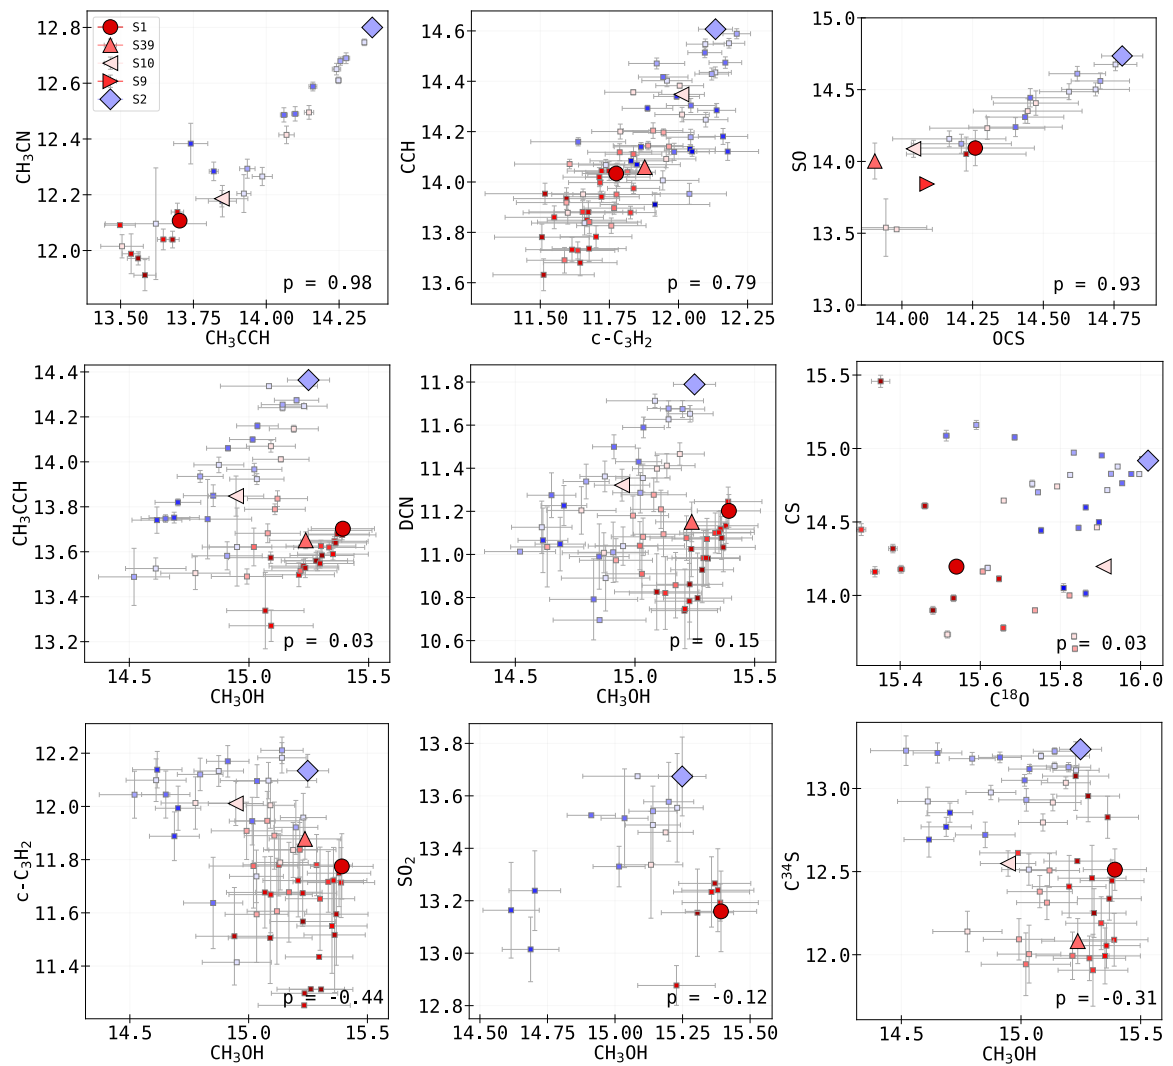 12.8
12.6
12.4
12.2
12.0
CH₃CN
S1
S39
S10
S9
S2
p = 0.98
13.50 13.75 14.00 14.25
CH₃CCH
14.6
14.4
14.2
14.0
13.8
13.6
CCH
p = 0.79
11.50 11.75 12.00 12.25
c-C₃H₂
15.0
14.5
14.0
13.5
13.0
SO
p = 0.93
14.00 14.25 14.50 14.75
OCS
14.4
14.2
14.0
13.8
13.6
13.4
13.2
CH₃CCH
p = 0.03
14.5 15.0 15.5
CH₃OH
11.8
11.6
11.4
11.2
11.0
10.8
10.6
DCN
p = 0.15
14.5 15.0 15.5
CH₃OH
15.5
15.0
14.5
14.0
CS
p = 0.03
15.4 15.6 15.8 16.0
C¹⁸O
12.2
12.0
11.8
11.6
11.4
c-C₃H₂
p = -0.44
14.5 15.0 15.5
CH₃OH
13.8
13.6
13.4
13.2
13.0
12.8
SO₂
p = -0.12
14.50 14.75 15.00 15.25 15.50
CH₃OH
13.0
12.5
12.0
C³⁴S
p = -0.31
14.5 15.0 15.5
CH₃OH